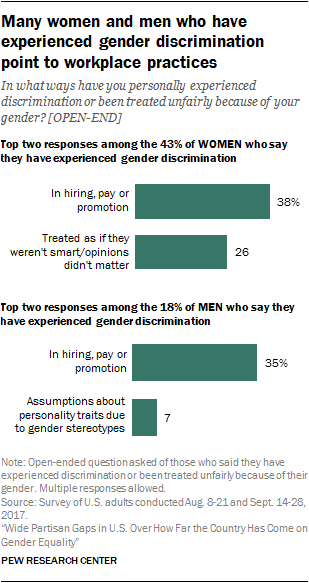 Many women and men who have
experienced gender discrimination
point to workplace practices
In what ways have you personally experienced
discrimination or been treated unfairly because of your
gender? [OPEN-END]
Top two responses among the 43% of WOMEN who say
they have experienced gender discrimination
In hiring, pay or
promotion
38%
Treated as if they
weren't smart/opinions
didn't matter
26
Top two responses among the 18% of MEN who say they
have experienced gender discrimination
In hiring, pay or
promotion
35%
Assumptions about
personality traits due
to gender stereotypes
7
Note: Open-ended question asked of those who said they have
experienced discrimination or been treated unfairly because of their
gender. Multiple responses allowed.
Source: Survey of U.S. adults conducted Aug. 8-21 and Sept. 14-28,
2017.
"Wide Partisan Gaps in U.S. Over How Far the Country Has Come on
Gender Equality"
PEW RESEARCH CENTER